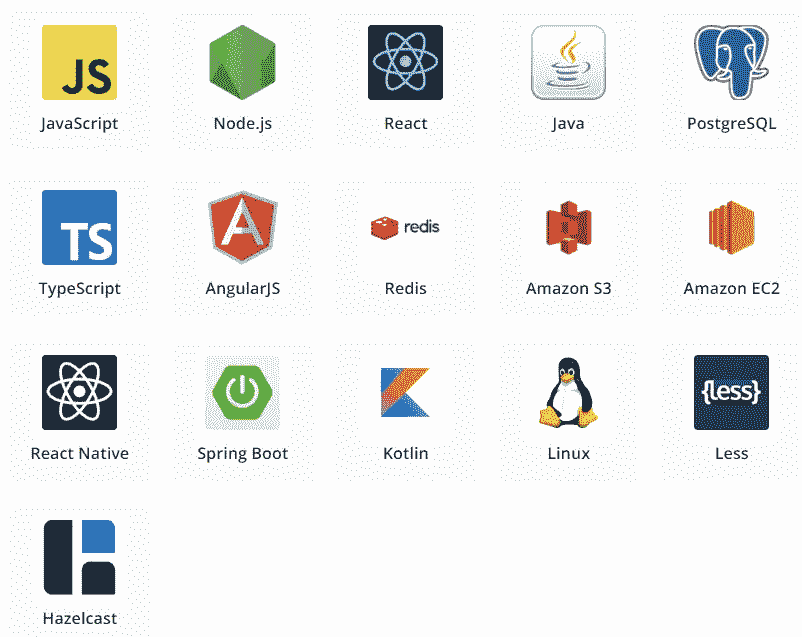 JS
JavaScript
Node.js
React
Java
PostgreSQL
TS
TypeScript
AngularJS
redis
Redis
Amazon S3
Amazon EC2
React Native
Spring Boot
Kotlin
Linux
{less}
Less
Hazelcast